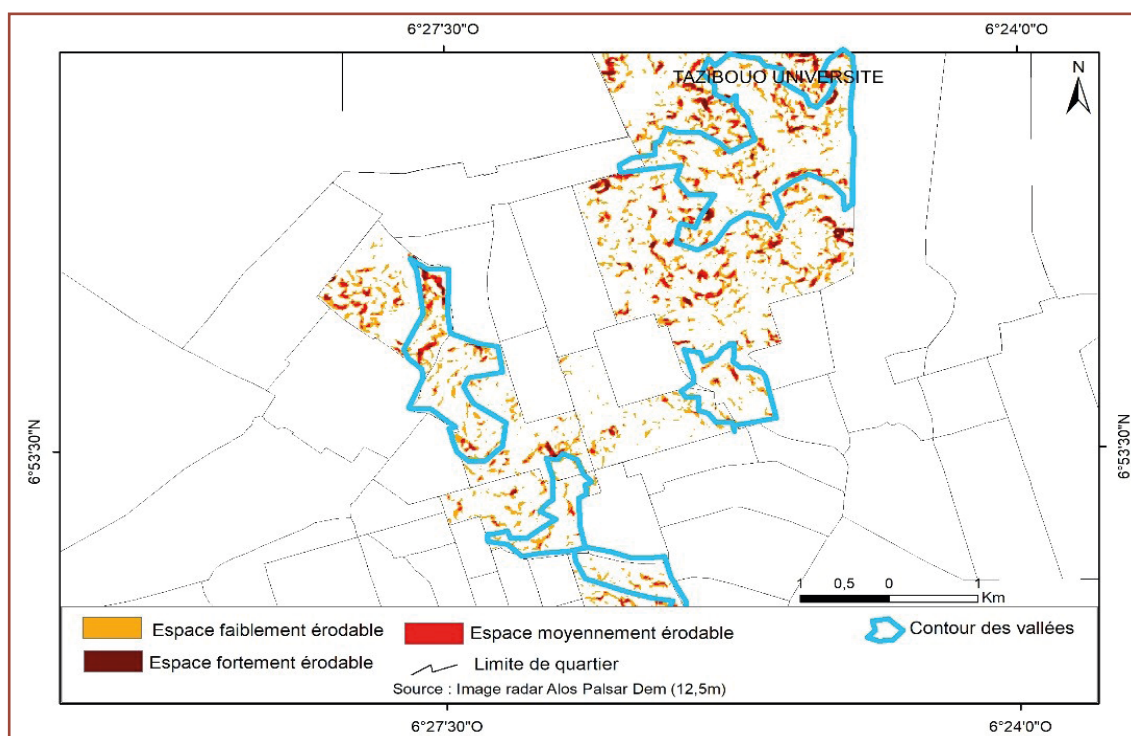 6°27'30"O 6°24'0"O
TAZIBOUO UNIVERSITE
N
6°53'30"N 6°53'30"N
1 0,5 0 1
Km
Espace faiblement érodable Espace moyennement érodable Contour des vallées
Espace fortement érodable Limite de quartier
Source : Image radar Alos Palsar Dem (12,5m)
6°27'30"O 6°24'0"O